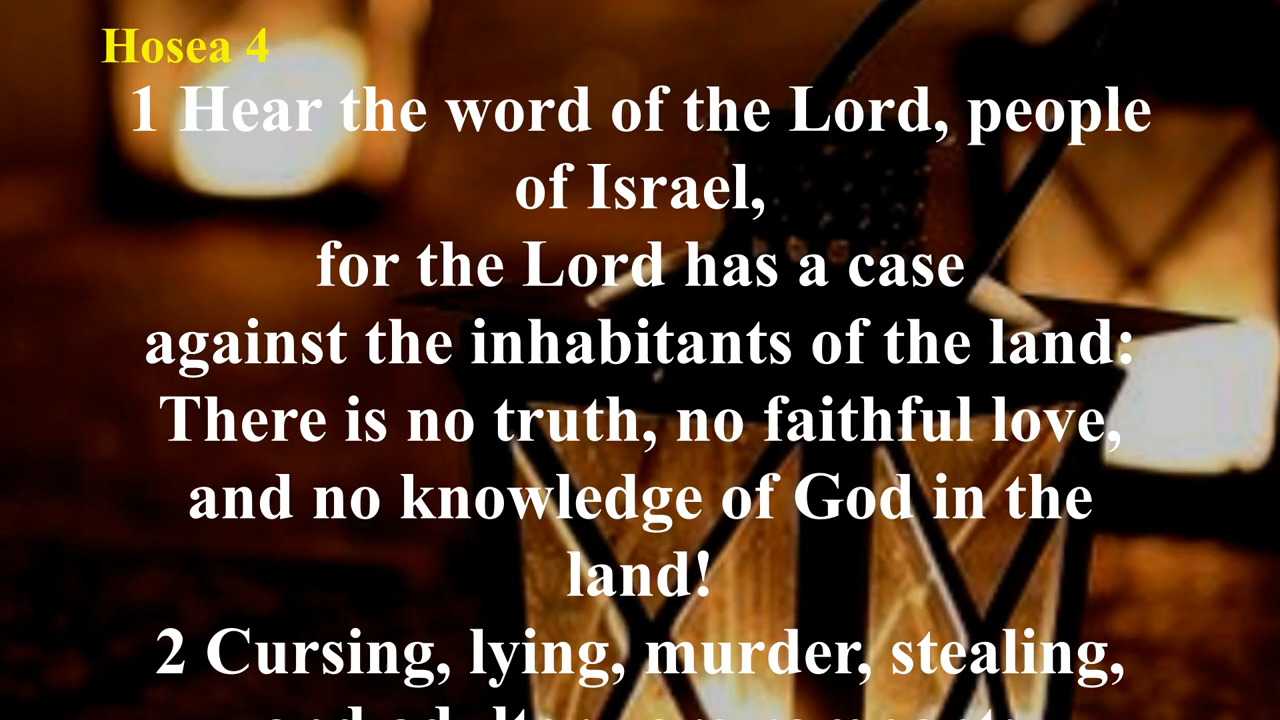 Hosea 4
1 Hear the word of the Lord, people
of Israel,
for the Lord has a case
against the inhabitants of the land:
There is no truth, no faithful love,
and no knowledge of God in the
land!
2 Cursing, lying, murder, stealing,